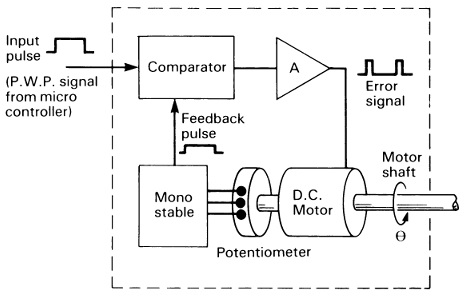 Input
pulse
(P.W.P. signal
from micro
controller)
Comparator
A
Error
signal
Feedback
pulse
Mono
stable
D.C.
Motor
Motor
shaft
Θ
Potentiometer